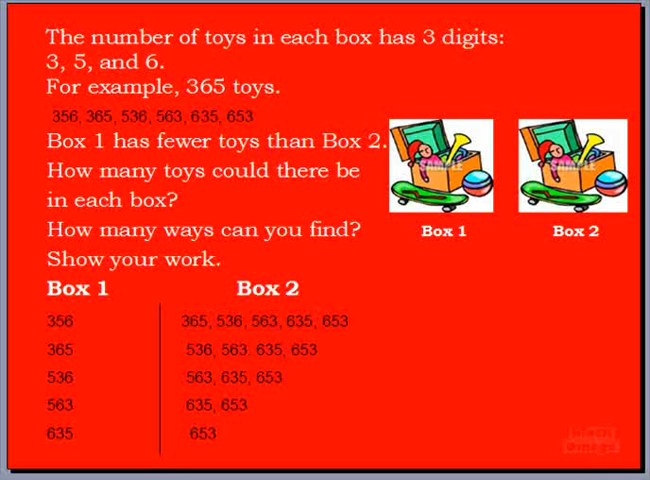 The number of toys in each box has 3 digits:
3, 5, and 6.
For example, 365 toys.
356, 365, 536, 563, 635, 653
Box 1 has fewer toys than Box 2.
How many toys could there be
in each box?
How many ways can you find?
Show your work.
SAMPLE SAMPLE
Box 1 Box 2
Box 1 Box 2
356 365, 536, 563, 635, 653
365 536, 563, 635, 653
536 563, 635, 653
563 635, 653
635 653